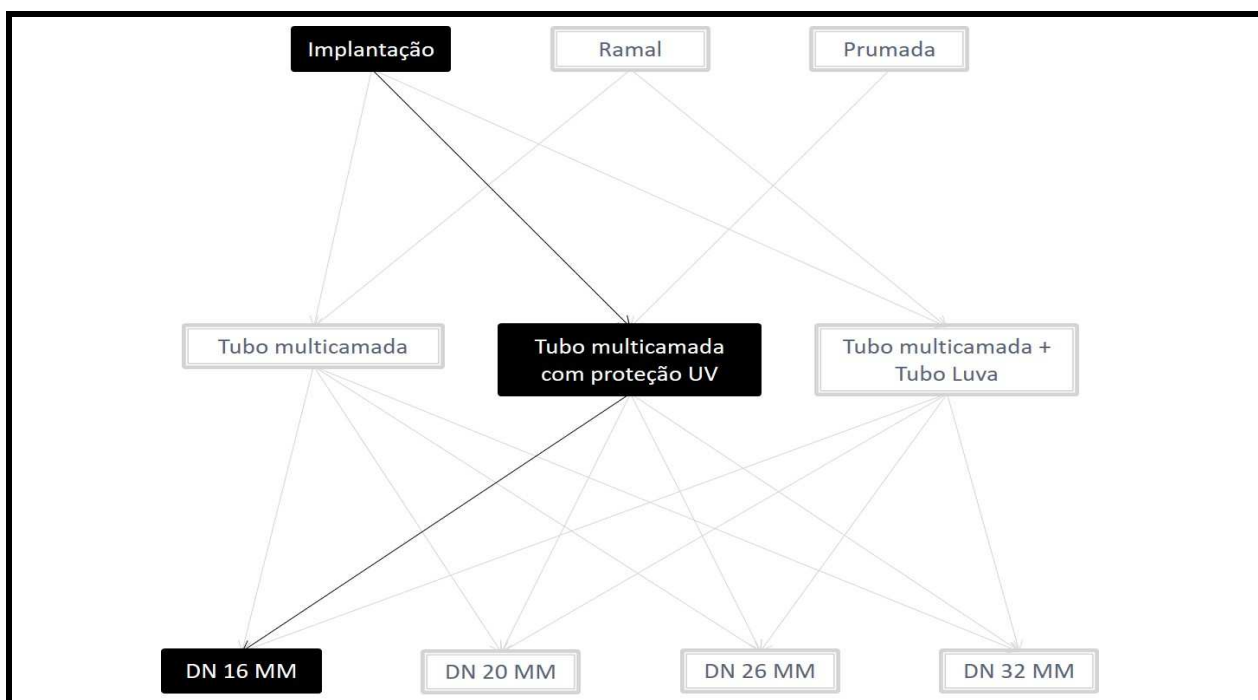 Implantação
Ramal
Prumada
Tubo multicamada
Tubo multicamada
com proteção UV
Tubo multicamada +
Tubo Luva
DN 16 MM
DN 20 MM
DN 26 MM
DN 32 MM